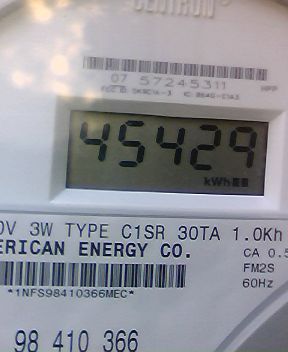 CENTRON
07 57245311
HPP
45429
kWh
0V 3W TYPE C1SR 30TA 1.0Kh
ERICAN ENERGY CO.
CA 0.5
FM2S
60Hz
*1NFS98410366MEC*
98 410 366